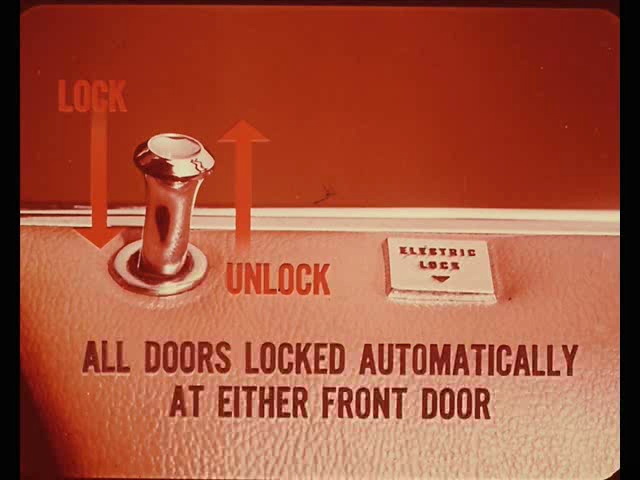 LOCK
UNLOCK
ELECTRIC
LOCK
ALL DOORS LOCKED AUTOMATICALLY
AT EITHER FRONT DOOR